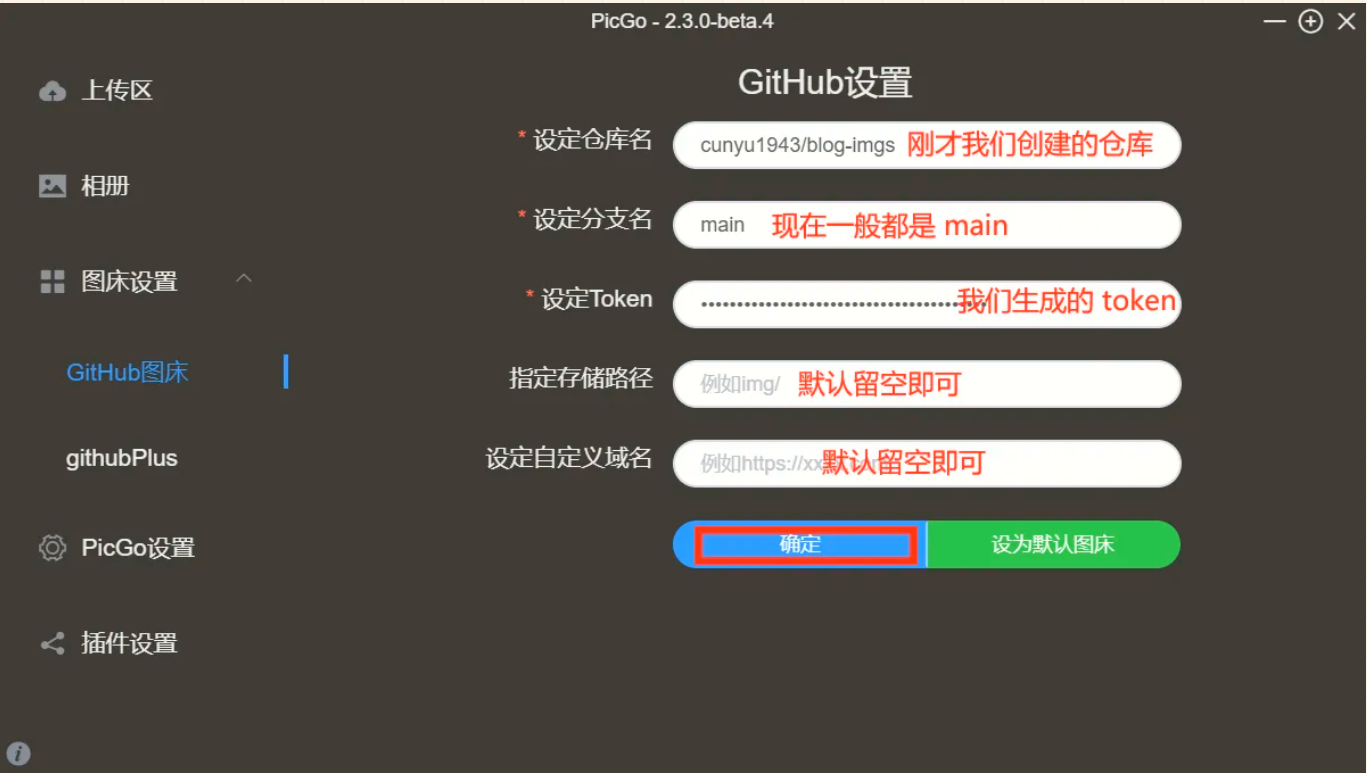 PicGo - 2.3.0-beta.4
上传区
相册
图床设置
GitHub图床
githubPlus
PicGo设置
插件设置
GitHub设置
* 设定仓库名 cunyu1943/blog-imgs 刚才我们创建的仓库
* 设定分支名 main 现在一般都是 main
* 设定Token 我们生成的 token
指定存储路径 例如img/ 默认留空即可
设定自定义域名 例如https:// 默认留空即可
确定 设为默认图床